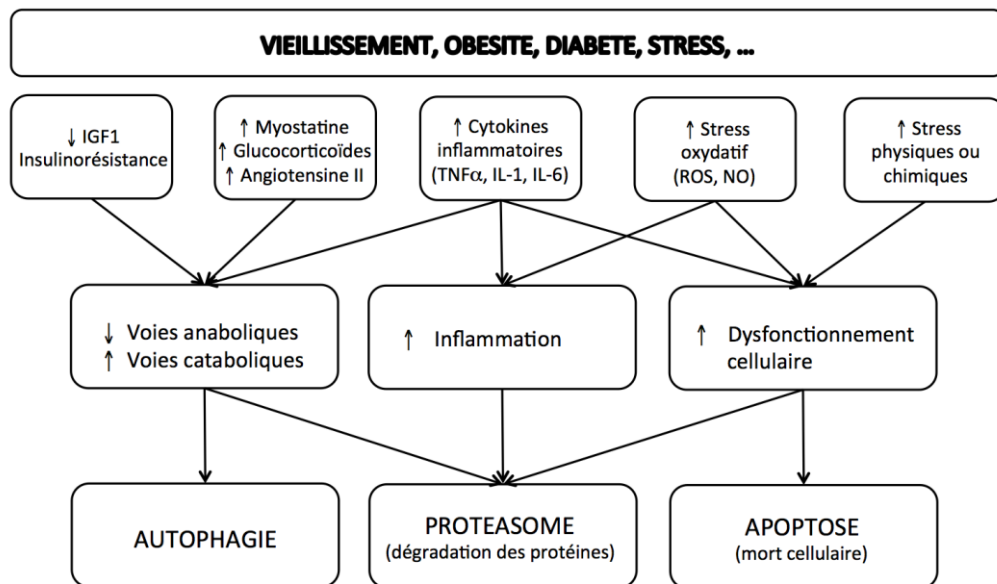 VIEILLISSEMENT, OBESITE, DIABETE, STRESS, ...
↓ IGF1
Insulinorésistance
↑ Myostatine
↑ Glucocorticoïdes
↑ Angiotensine II
↑ Cytokines
inflammatoires
(TNFα, IL-1, IL-6)
↑ Stress
oxydatif
(ROS, NO)
↑ Stress
physiques ou
chimiques
↓ Voies anaboliques
↑ Voies cataboliques
↑ Inflammation
↑ Dysfonctionnement
cellulaire
AUTOPHAGIE
PROTEASOME
(dégradation des protéines)
APOPTOSE
(mort cellulaire)